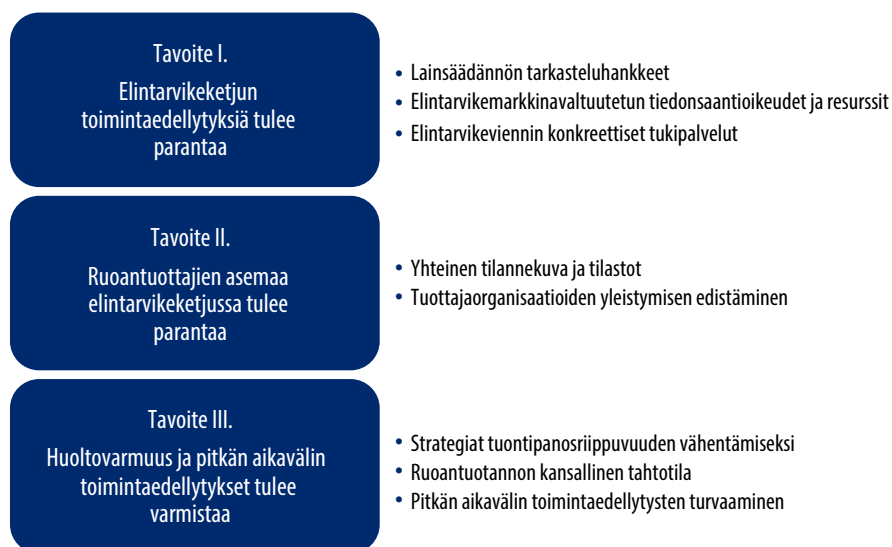 Tavoite I.
Elintarvikeketjun
toimintaedellytyksiä tulee
parantaa
• Lainsäädännön tarkasteluhankkeet
• Elintarvikemarkkinavaltuutetun tiedonsaantioikeudet ja resurssit
• Elintarvikeviennin konkreettiset tukipalvelut
Tavoite II.
Ruoantuottajien asemaa
elintarvikeketjussa tulee
parantaa
• Yhteinen tilannekuva ja tilastot
• Tuottajaorganisaatioiden yleistymisen edistäminen
Tavoite III.
Huoltovarmuus ja pitkän aikavälin
toimintaedellytykset tulee
varmistaa
• Strategiat tuontipanosriippuvuuden vähentämiseksi
• Ruoantuotannon kansallinen tahtotila
• Pitkän aikavälin toimintaedellytysten turvaaminen